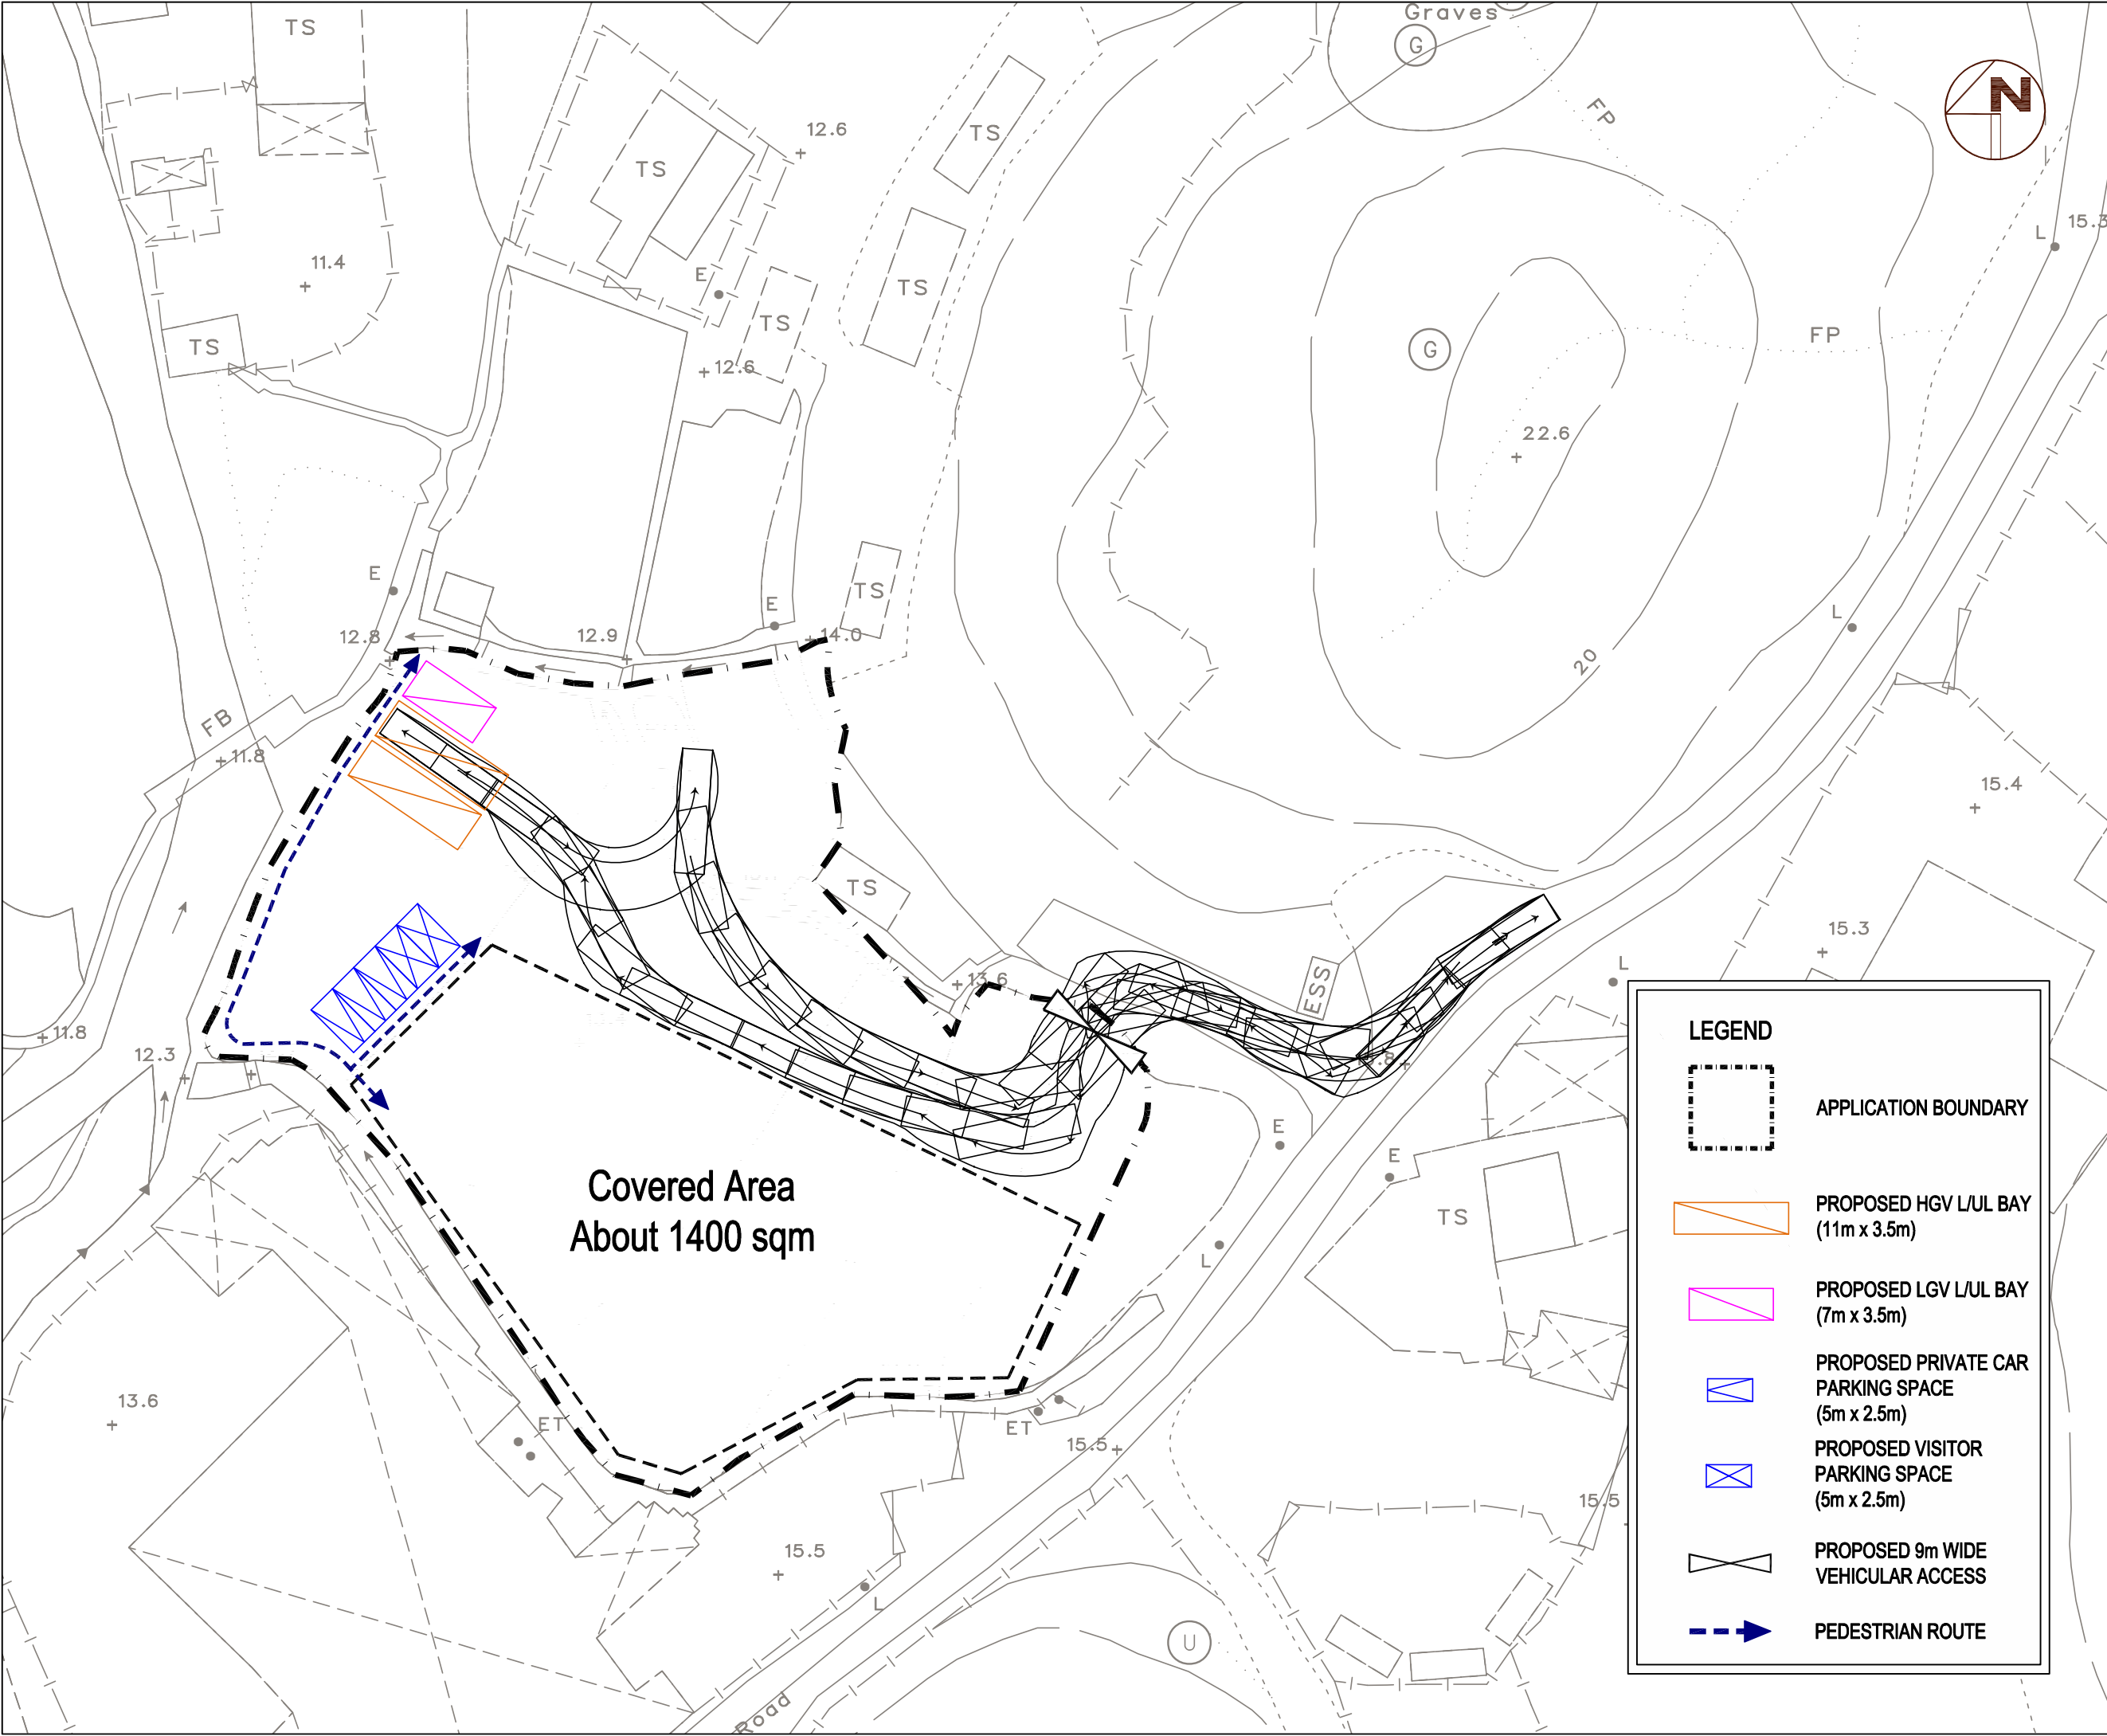 Graves
G
TS
N
12.6
TS
TS
FP
L
15.3
11.4
E
TS
TS
G
FP
TS
12.6
22.6
E
TS
E
L
12.8
12.9
14.0
20
FB
11.8
15.4
TS
15.3
L
13.6
ESS
11.8
12.3
.8
E
E
TS
L
Covered Area
About 1400 sqm
13.6
ET
ET
15.5
15.5
15.5
L
U
Road
LEGEND
APPLICATION BOUNDARY
PROPOSED HGV L/UL BAY
(11m x 3.5m)
PROPOSED LGV L/UL BAY
(7m x 3.5m)
PROPOSED PRIVATE CAR
PARKING SPACE
(5m x 2.5m)
PROPOSED VISITOR
PARKING SPACE
(5m x 2.5m)
PROPOSED 9m WIDE
VEHICULAR ACCESS
PEDESTRIAN ROUTE